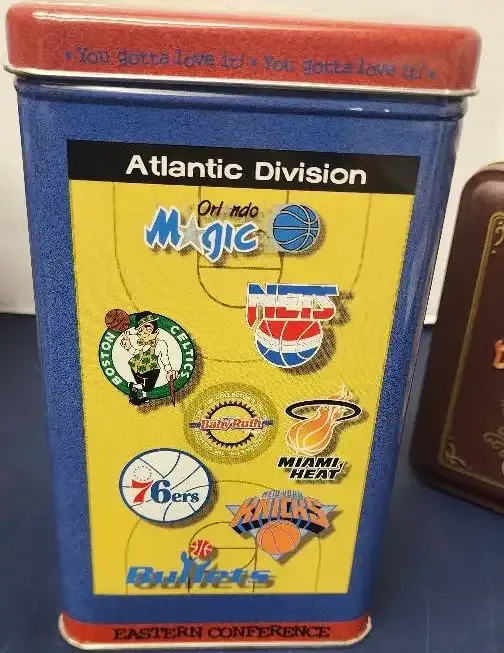 • You gotta love it! • You gotta love it! •
Atlantic Division
Orlando
Magic
NETS
BOSTON CELTICS
Baby Ruth
MIAMI
HEAT
76ers
NEW YORK
KNICKS
Bullets
EASTERN CONFERENCE